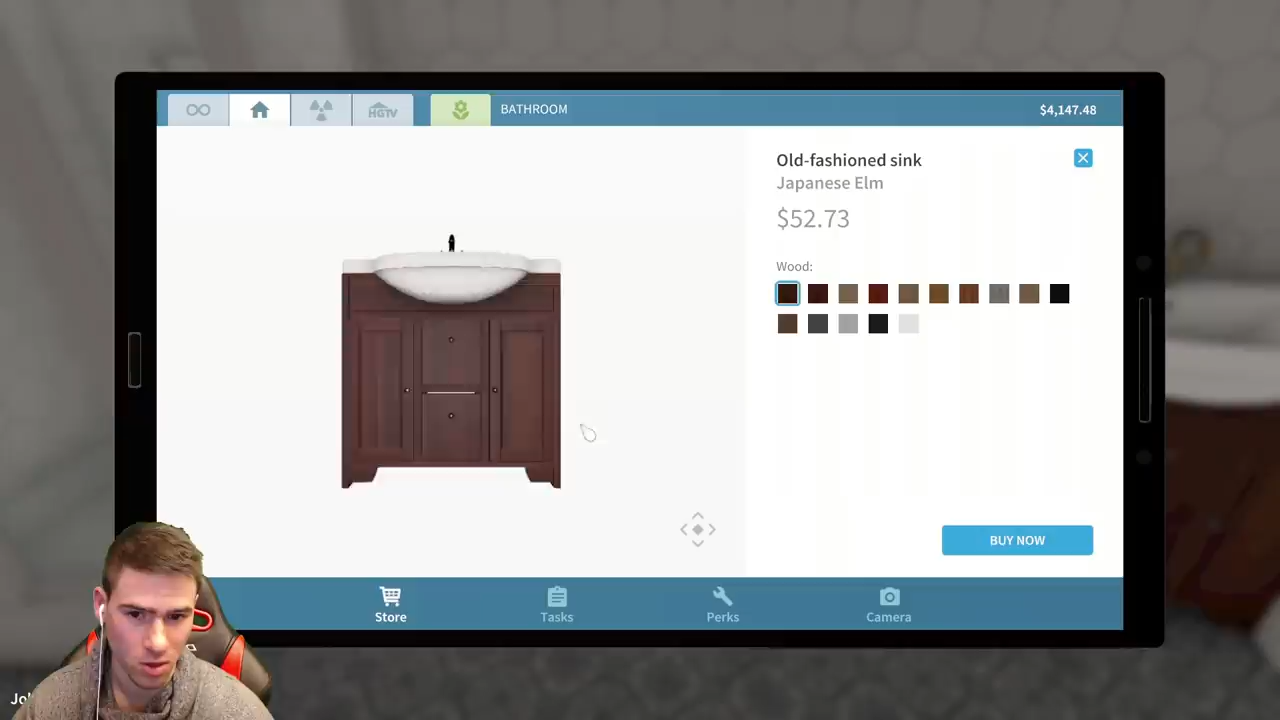 HGTV
BATHROOM
$4,147.48
Old-fashioned sink
Japanese Elm
$52.73
Wood:
BUY NOW
Store
Tasks
Perks
Camera